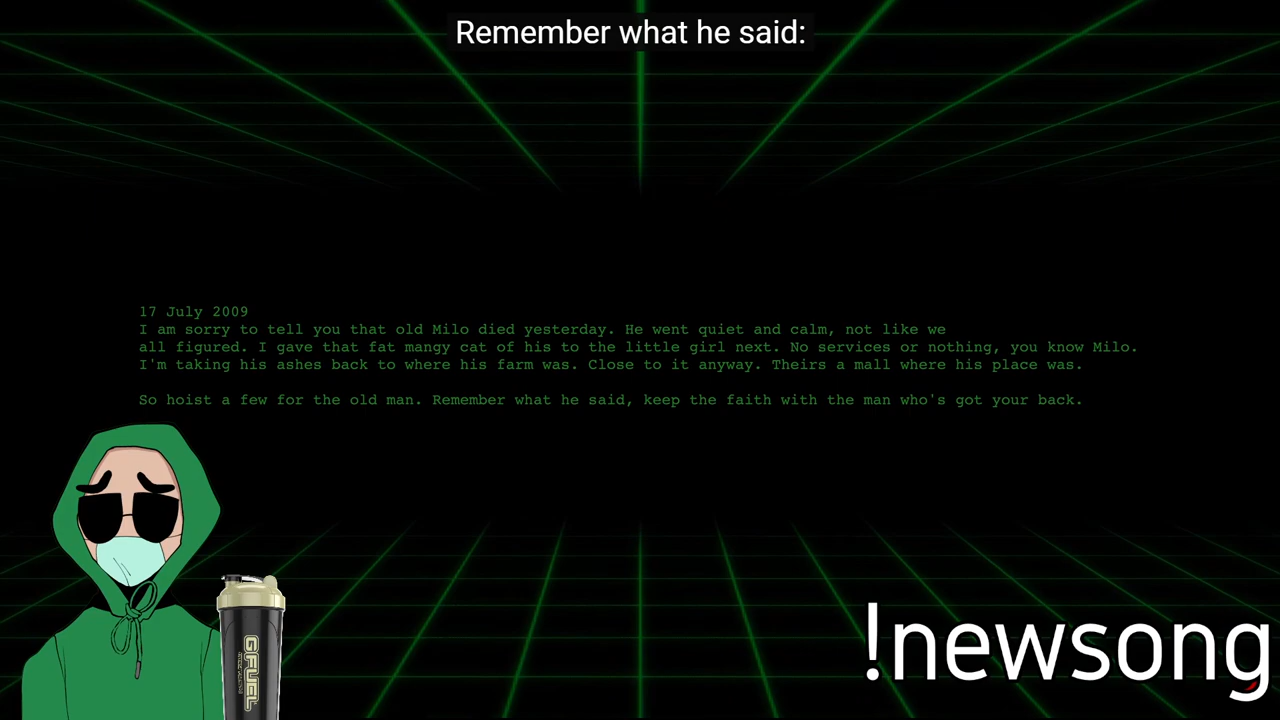 Remember what he said:
17 July 2009
I am sorry to tell you that old Milo died yesterday. He went quiet and calm, not like we
all figured. I gave that fat mangy cat of his to the little girl next. No services or nothing, you know Milo.
I'm taking his ashes back to where his farm was. Close to it anyway. Theirs a mall where his place was.
So hoist a few for the old man. Remember what he said, keep the faith with the man who's got your back.
GFUEL
!newsong